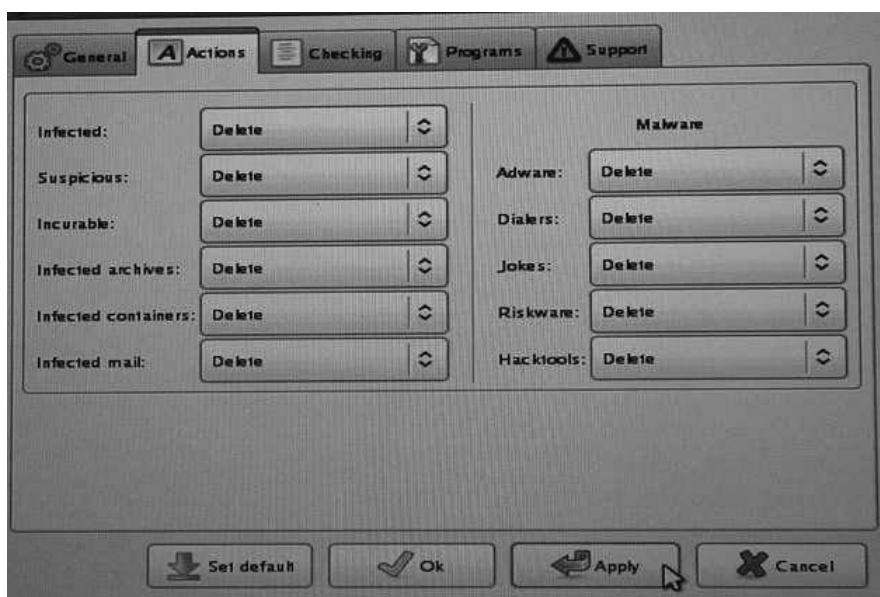 General
Actions
Checking
Programs
Support
Infected: Delete
Suspicious: Delete
Incurable: Delete
Infected archives: Delete
Infected containers: Delete
Infected mail: Delete
Malware
Adware: Delete
Dialers: Delete
Jokes: Delete
Riskware: Delete
Hacktools: Delete
Set default
Ok
Apply
Cancel